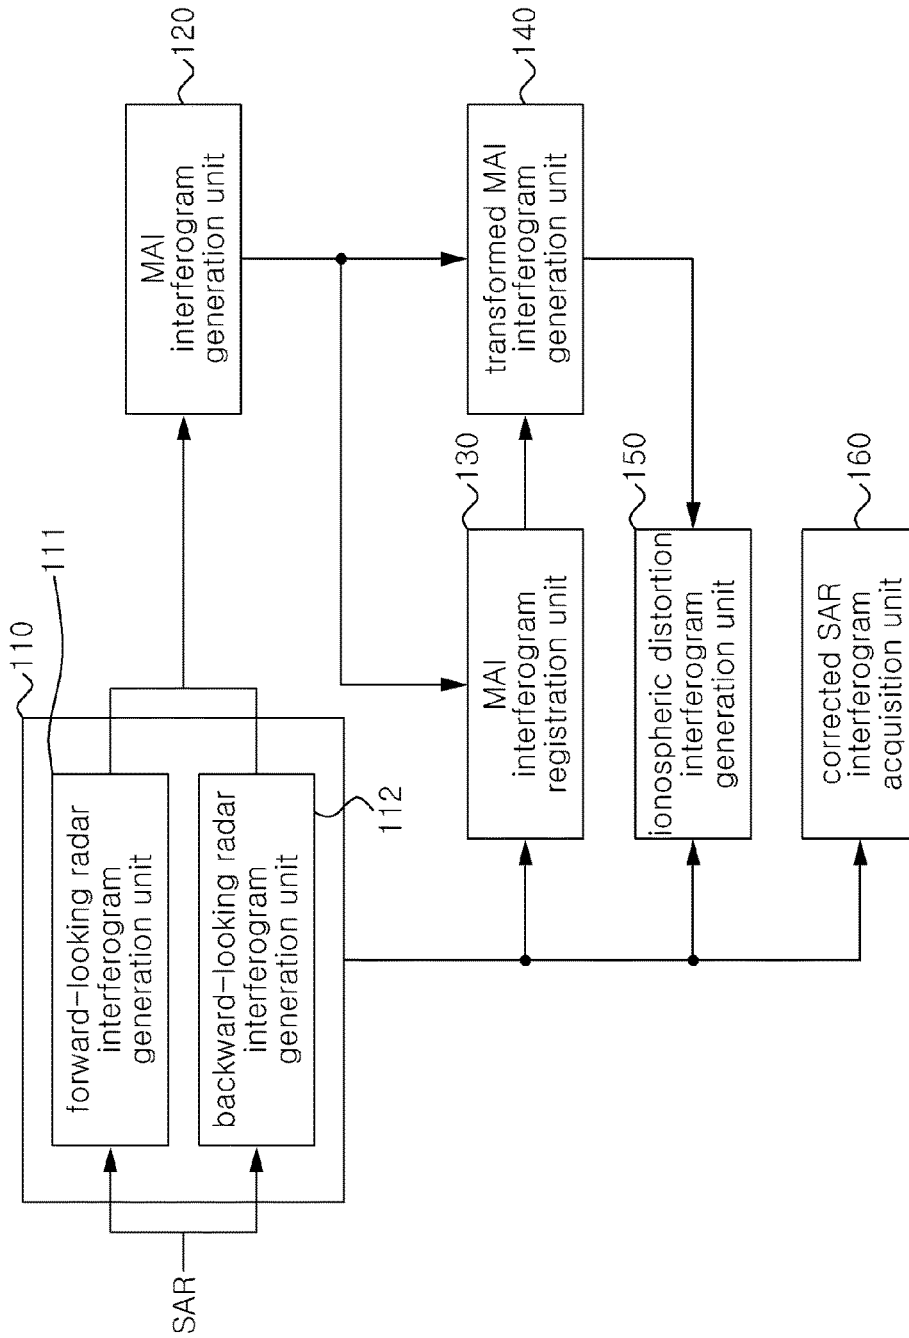 SAR
110
111
forward-looking radar
interferogram
generation unit
backward-looking radar
interferogram
generation unit
112
120
MAI
interferogram
generation unit
130
MAI
interferogram
registration unit
140
transformed MAI
interferogram
generation unit
150
ionospheric distortion
interferogram
generation unit
160
corrected SAR
interferogram
acquisition unit